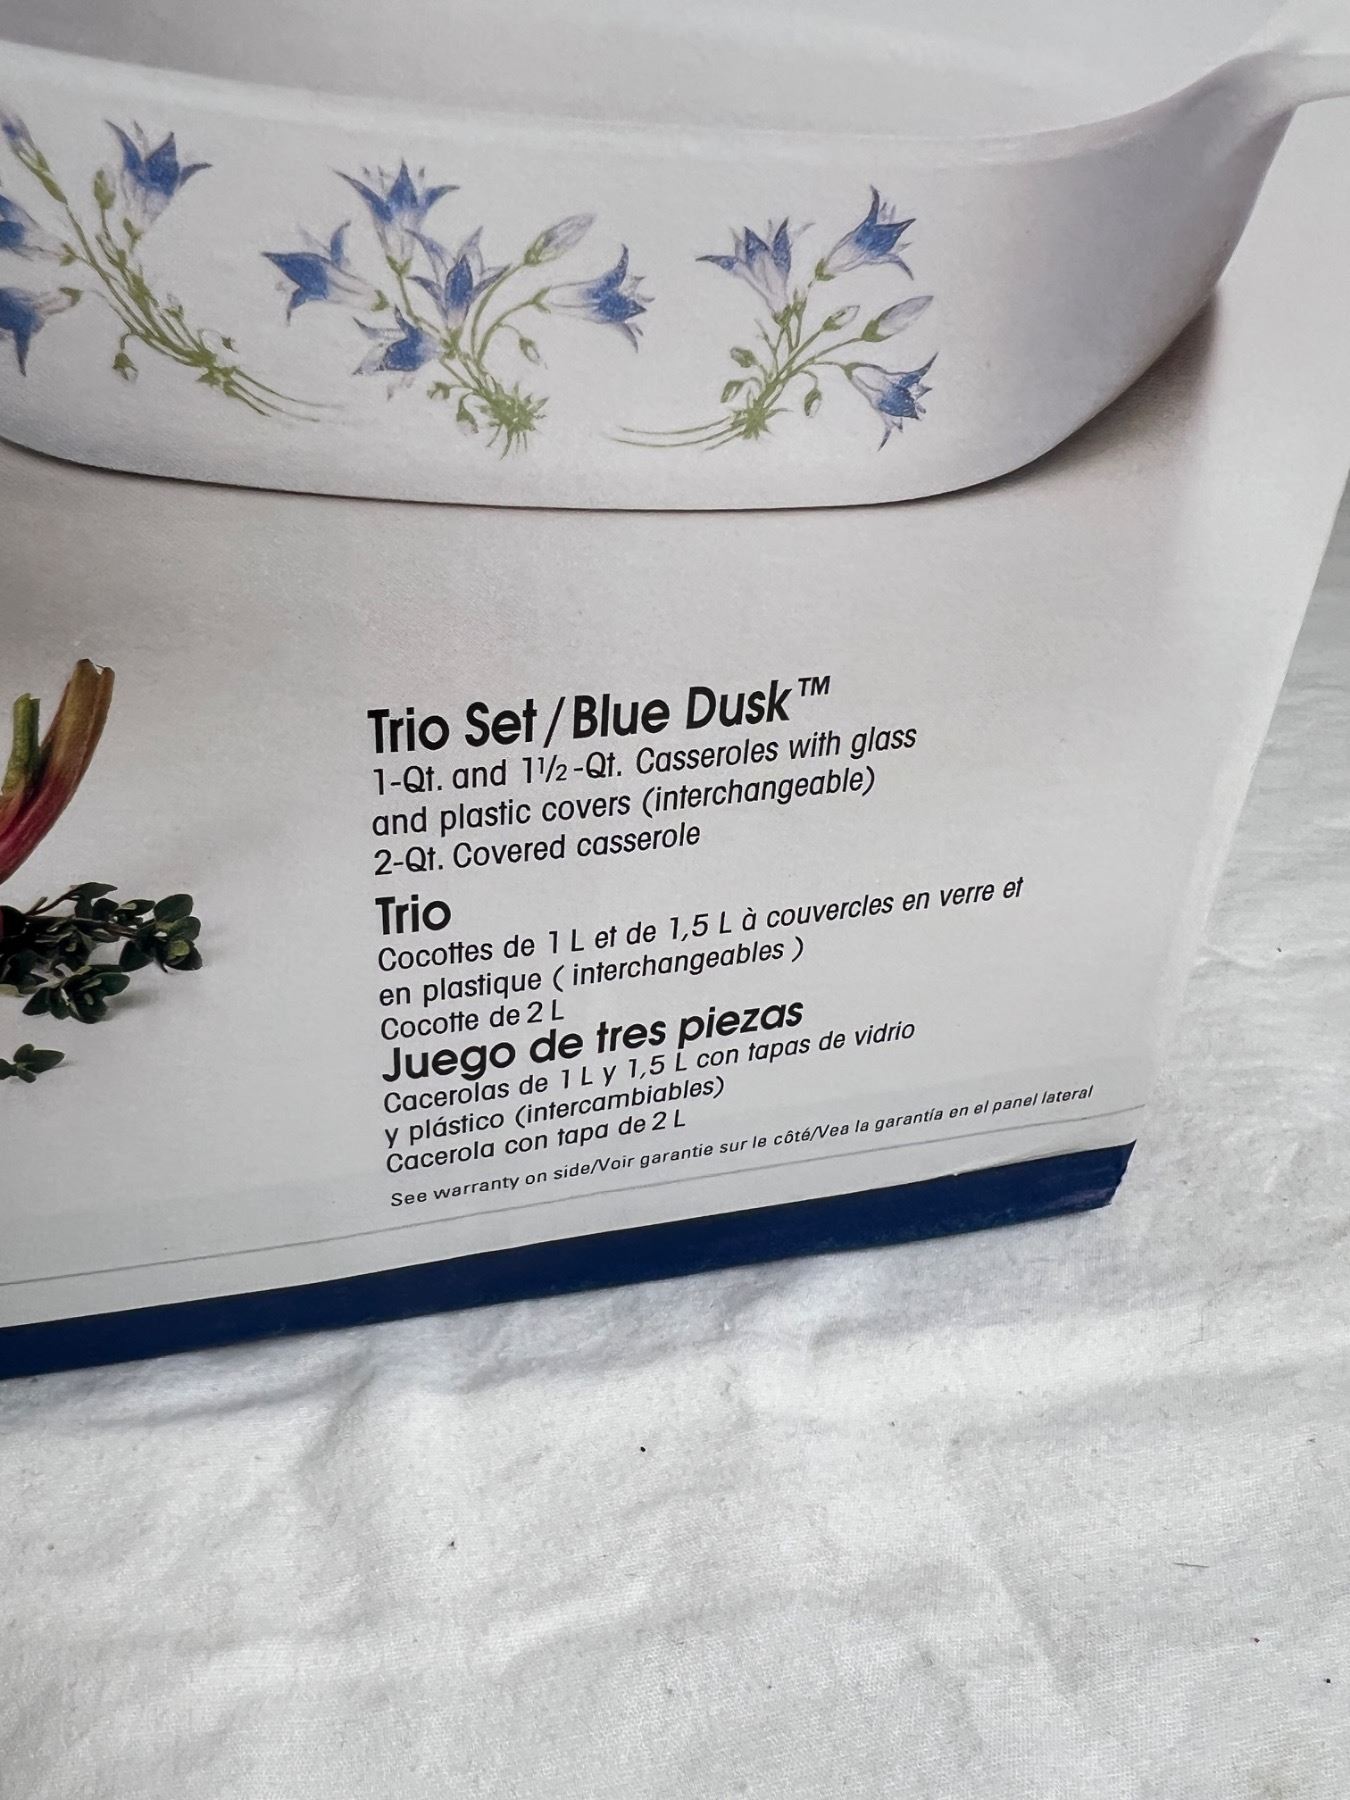 Trio Set/Blue Dusk™
1-Qt. and 1½-Qt. Casseroles with glass
and plastic covers (interchangeable)
2-Qt. Covered casserole
Trio
Cocottes de 1 L et de 1,5 L à couvercles en verre et
en plastique ( interchangeables )
Cocotte de 2 L
Juego de tres piezas
Cacerolas de 1 L y 1,5 L con tapas de vidrio
y plástico (intercambiables)
Cacerola con tapa de 2 L
See warranty on side/Voir garantie sur le côté/Vea la garantía en el panel lateral